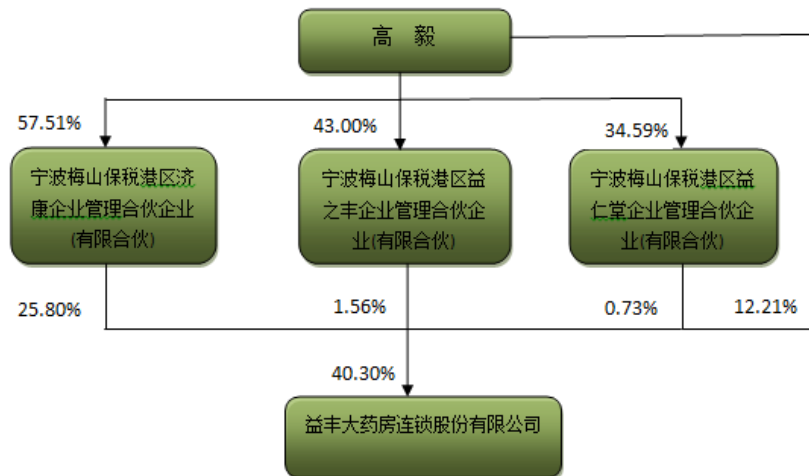 高 毅
57.51%
43.00%
34.59%
宁波梅山保税港区济
康企业管理合伙企业
(有限合伙)
宁波梅山保税港区益
之丰企业管理合伙企
业(有限合伙)
宁波梅山保税港区益
仁堂企业管理合伙企
业(有限合伙)
25.80%
1.56%
0.73%
12.21%
40.30%
益丰大药房连锁股份有限公司